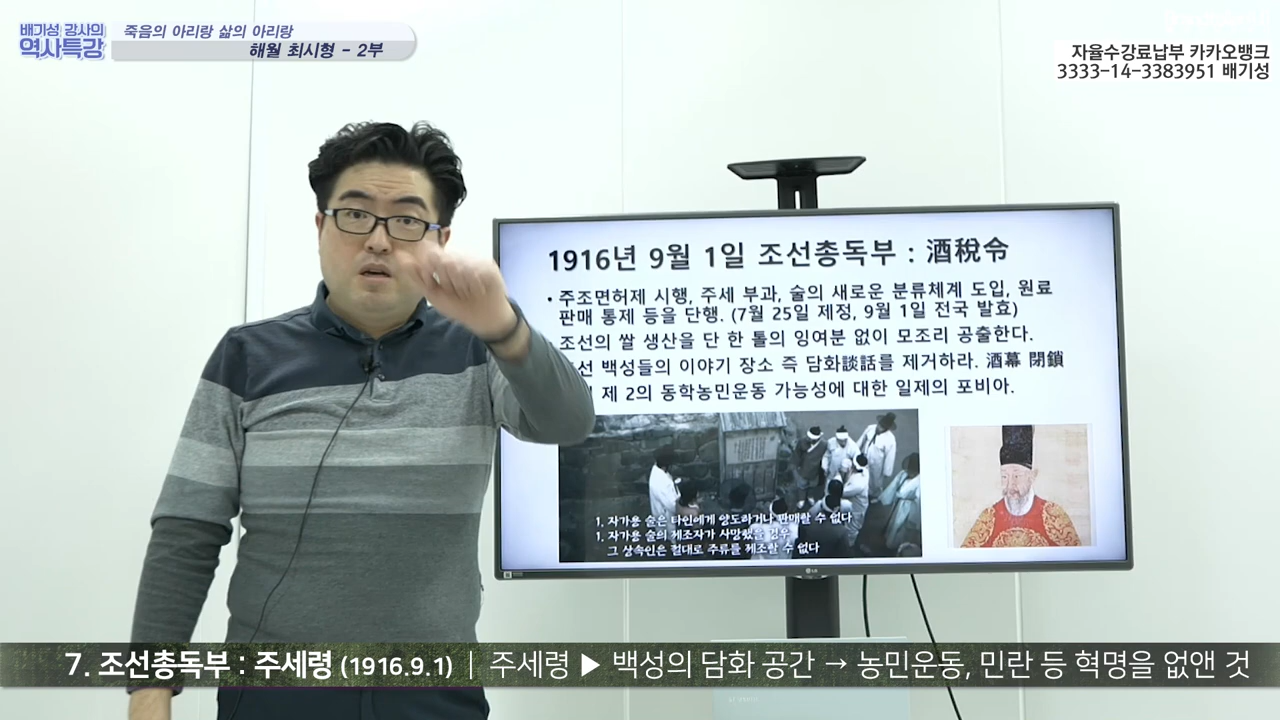 배기성 강사의
역사특강
죽음의 아리랑 삶의 아리랑
해월 최시형 - 2부
자율수강료납부 카카오뱅크
3333-14-3383951 배기성
1916년 9월 1일 조선총독부 : 酒稅令
• 주조면허제 시행, 주세 부과, 술의 새로운 분류체계 도입, 원료
판매 통제 등을 단행. (7월 25일 제정, 9월 1일 전국 발효)
조선의 쌀 생산을 단 한 톨의 잉여분 없이 모조리 공출한다.
선 백성들의 이야기 장소 즉 담화談話를 제거하라. 酒幕 閉鎖
제 2의 동학농민운동 가능성에 대한 일제의 포비아.
1. 자가용 술은 타인에게 양도하거나 판매할 수 없다
1. 자가용 술의 제조자가 사망했을 경우
그 상속인은 절대로 주류를 제조할 수 없다
LG
7. 조선총독부 : 주세령 (1916.9.1) | 주세령 ▶ 백성의 담화 공간 → 농민운동, 민란 등 혁명을 없앤 것